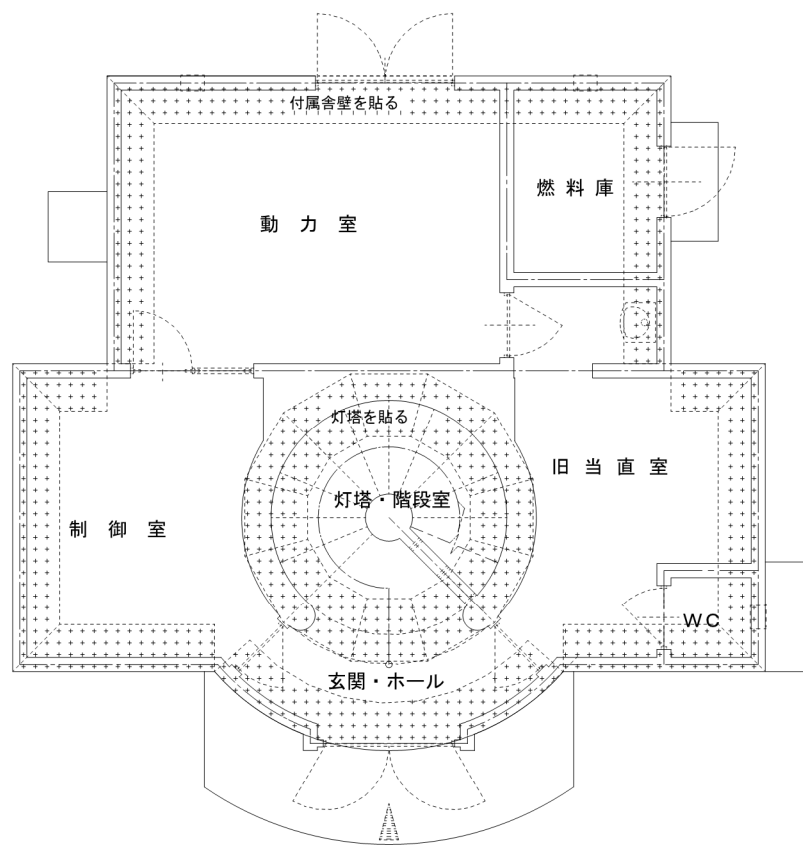 付属舎壁を貼る
燃料庫
動力室
灯塔を貼る
旧当直室
灯塔・階段室
制御室
WC
玄関・ホール